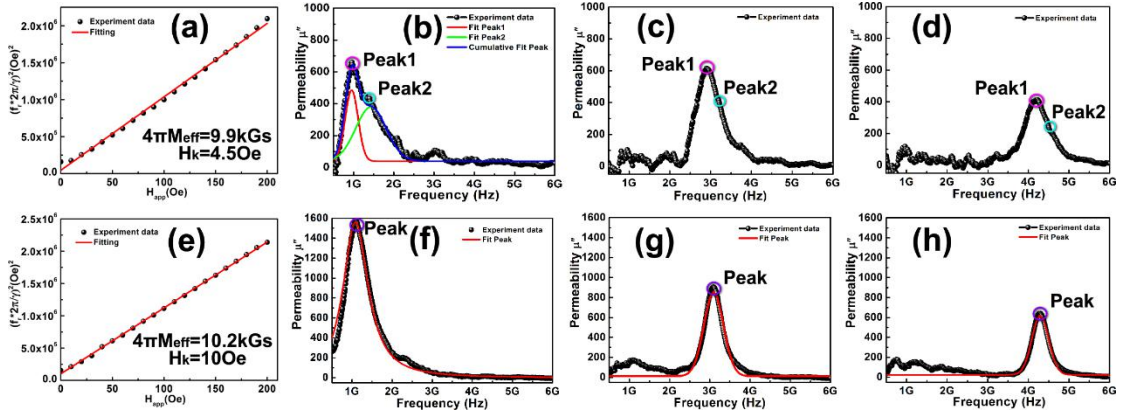 (a)
Experiment data
Fitting
4πMeff=9.9kGs
Hk=4.5Oe
(fr*2π/γ)²(Oe)²
2.0x10⁶
1.5x10⁶
1.0x10⁶
5.0x10⁵
0.0
0 50 100 150 200
Happ(Oe)
(b)
Experiment data
Fit Peak1
Fit Peak2
Cumulative Fit Peak
Peak1
Peak2
Permeability μ''
1000
800
600
400
200
0
1G 2G 3G 4G 5G 6G
Frequency (Hz)
(c)
Experiment data
Peak1
Peak2
Permeability μ''
1000
800
600
400
200
0
1G 2G 3G 4G 5G 6G
Frequency (Hz)
(d)
Experiment data
Peak1
Peak2
Permeability μ''
1000
800
600
400
200
0
1G 2G 3G 4G 5G 6G
Frequency (Hz)
(e)
Experiment data
Fitting
4πMeff=10.2kGs
Hk=10Oe
(fr*2π/γ)²(Oe)²
2.5x10⁶
2.0x10⁶
1.5x10⁶
1.0x10⁶
5.0x10⁵
0.0
0 50 100 150 200
Happ(Oe)
(f)
Experiment data
Fit Peak
Peak
Permeability μ''
1600
1400
1200
1000
800
600
400
200
0
1G 2G 3G 4G 5G 6G
Frequency (Hz)
(g)
Experiment data
Fit Peak
Peak
Permeability μ''
1600
1400
1200
1000
800
600
400
200
0
1G 2G 3G 4G 5G 6G
Frequency (Hz)
(h)
Experiment data
Fit Peak
Peak
Permeability μ''
1600
1400
1200
1000
800
600
400
200
0
1G 2G 3G 4G 5G 6G
Frequency (Hz)